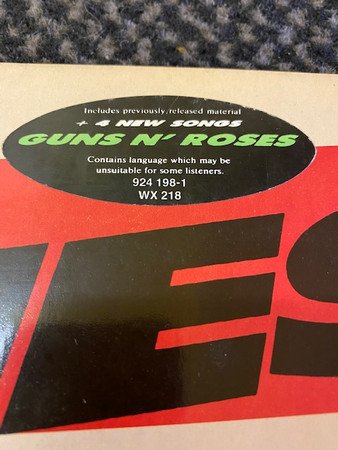 Includes previously released material
+ 4 NEW SONGS
GUNS N' ROSES
Contains language which may be
unsuitable for some listeners.
924 198-1
WX 218
IES